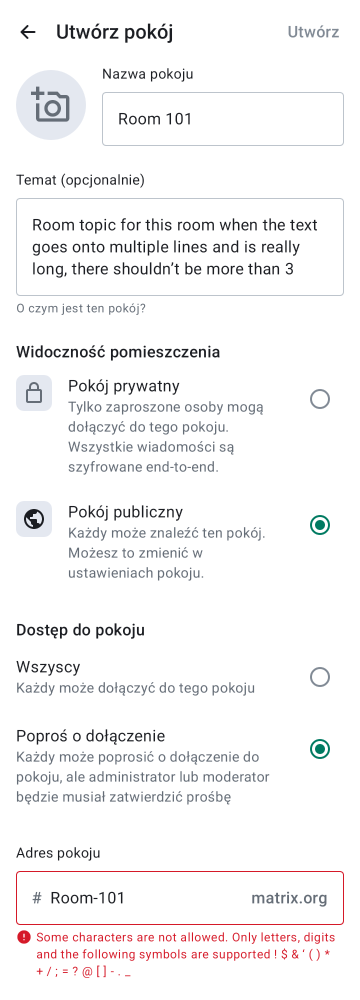 Utwórz pokój
Utwórz
Nazwa pokoju
Room 101
Temat (opcjonalnie)
Room topic for this room when the text
goes onto multiple lines and is really
long, there shouldn’t be more than 3
O czym jest ten pokój?
Widoczność pomieszczenia
Pokój prywatny
Tylko zaproszone osoby mogą
dołączyć do tego pokoju.
Wszystkie wiadomości są
szyfrowane end-to-end.
Pokój publiczny
Każdy może znaleźć ten pokój.
Możesz to zmienić w
ustawieniach pokoju.
Dostęp do pokoju
Wszyscy
Każdy może dołączyć do tego pokoju
Poproś o dołączenie
Każdy może poprosić o dołączenie do
pokoju, ale administrator lub moderator
będzie musiał zatwierdzić prośbę
Adres pokoju
# Room-101 matrix.org
Some characters are not allowed. Only letters, digits
and the following symbols are supported ! $ & ‘ ( ) *
+ / ; = ? @ [ ] - . _